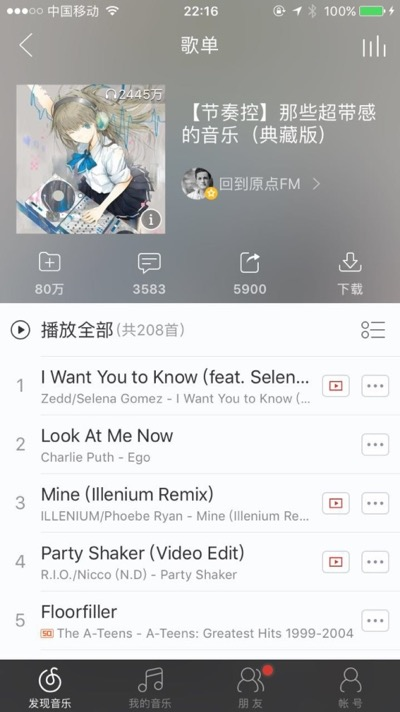 中国移动
22:16
100%
歌单
2445万
【节奏控】那些超带感
的音乐（典藏版）
回到原点FM
80万
3583
5900
下载
播放全部(共208首)
1
I Want You to Know (feat. Selen...
Zedd/Selena Gomez - I Want You to Know (...
2
Look At Me Now
Charlie Puth - Ego
3
Mine (Illenium Remix)
ILLENIUM/Phoebe Ryan - Mine (Illenium Re...
4
Party Shaker (Video Edit)
R.I.O./Nicco (N.D) - Party Shaker
5
Floorfiller
SQ The A-Teens - A-Teens: Greatest Hits 1999-2004
发现音乐
我的音乐
朋友
帐号